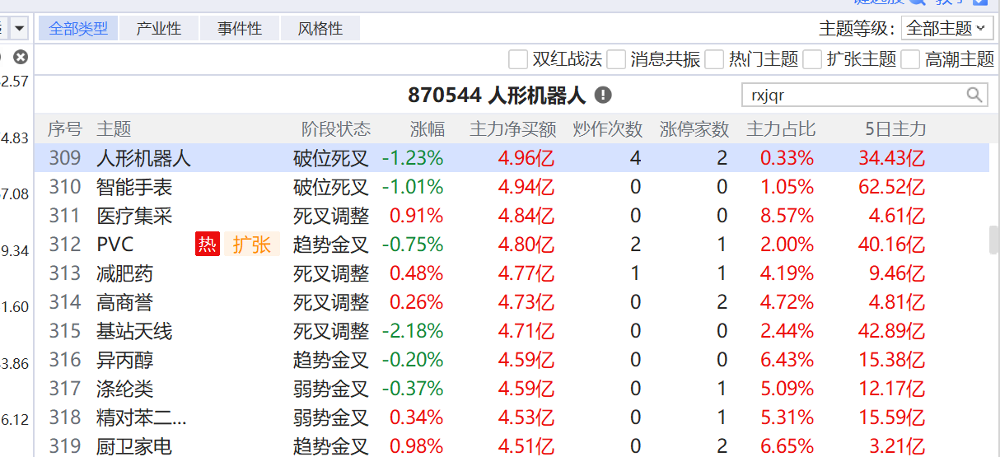 全部类型 产业性 事件性 风格性 主题等级： 全部主题
双红战法 消息共振 热门主题 扩张主题 高潮主题
2.57
870544 人形机器人 rxjqr
序号 主题 阶段状态 涨幅 主力净买额 炒作次数 涨停家数 主力占比 5日主力
4.83
309 人形机器人 破位死叉 -1.23% 4.96亿 4 2 0.33% 34.43亿
310 智能手表 破位死叉 -1.01% 4.94亿 0 0 1.05% 62.52亿
7.08
311 医疗集采 死叉调整 0.91% 4.84亿 0 0 8.57% 4.61亿
312 PVC 热 扩张 趋势金叉 -0.75% 4.80亿 2 1 2.00% 40.16亿
9.34
313 减肥药 死叉调整 0.48% 4.77亿 1 1 4.19% 9.46亿
314 高商誉 死叉调整 0.26% 4.73亿 0 2 4.72% 4.81亿
1.60
315 基站天线 死叉调整 -2.18% 4.71亿 0 0 2.44% 42.89亿
316 异丙醇 趋势金叉 -0.20% 4.59亿 0 0 6.43% 15.38亿
3.86
317 涤纶类 弱势金叉 -0.37% 4.59亿 0 1 5.09% 12.17亿
318 精对苯二... 弱势金叉 0.34% 4.53亿 0 1 5.31% 15.59亿
6.12
319 厨卫家电 趋势金叉 0.98% 4.51亿 0 2 6.65% 3.21亿